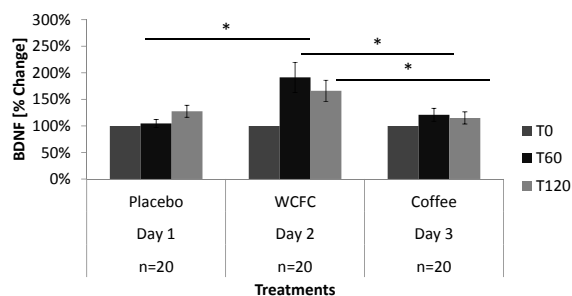 300%
250%
200%
150%
100%
50%
0%
BDNF [% Change]
*
*
*
T0
T60
T120
Placebo WCFC Coffee
Day 1 Day 2 Day 3
n=20 n=20 n=20
Treatments